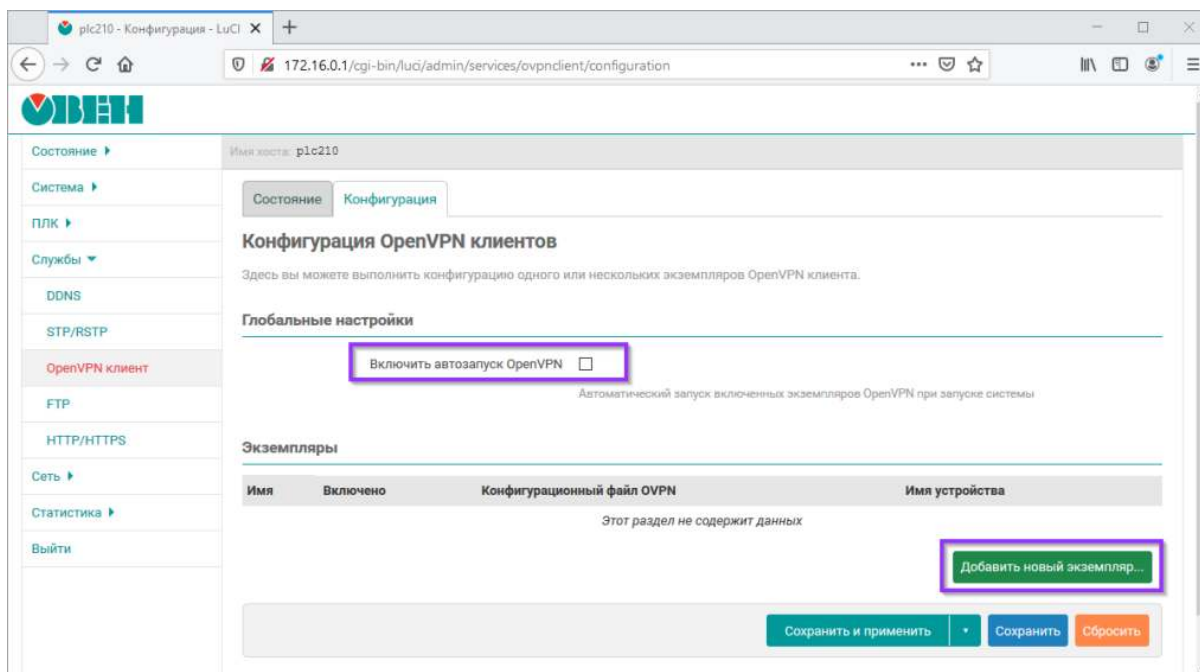 plc210 - Конфигурация - LuCI
172.16.0.1/cgi-bin/luci/admin/services/ovpnclient/configuration
ОВЕН
Имя хоста: plc210
Состояние
Система
ПЛК
Службы
DDNS
STP/RSTP
OpenVPN клиент
FTP
HTTP/HTTPS
Сеть
Статистика
Выйти
Состояние Конфигурация
Конфигурация OpenVPN клиентов
Здесь вы можете выполнить конфигурацию одного или нескольких экземпляров OpenVPN клиента.
Глобальные настройки
Включить автозапуск OpenVPN
Автоматический запуск включенных экземпляров OpenVPN при запуске системы
Экземпляры
Имя Включено Конфигурационный файл OVPN Имя устройства
Этот раздел не содержит данных
Добавить новый экземпляр...
Сохранить и применить Сохранить Сбросить